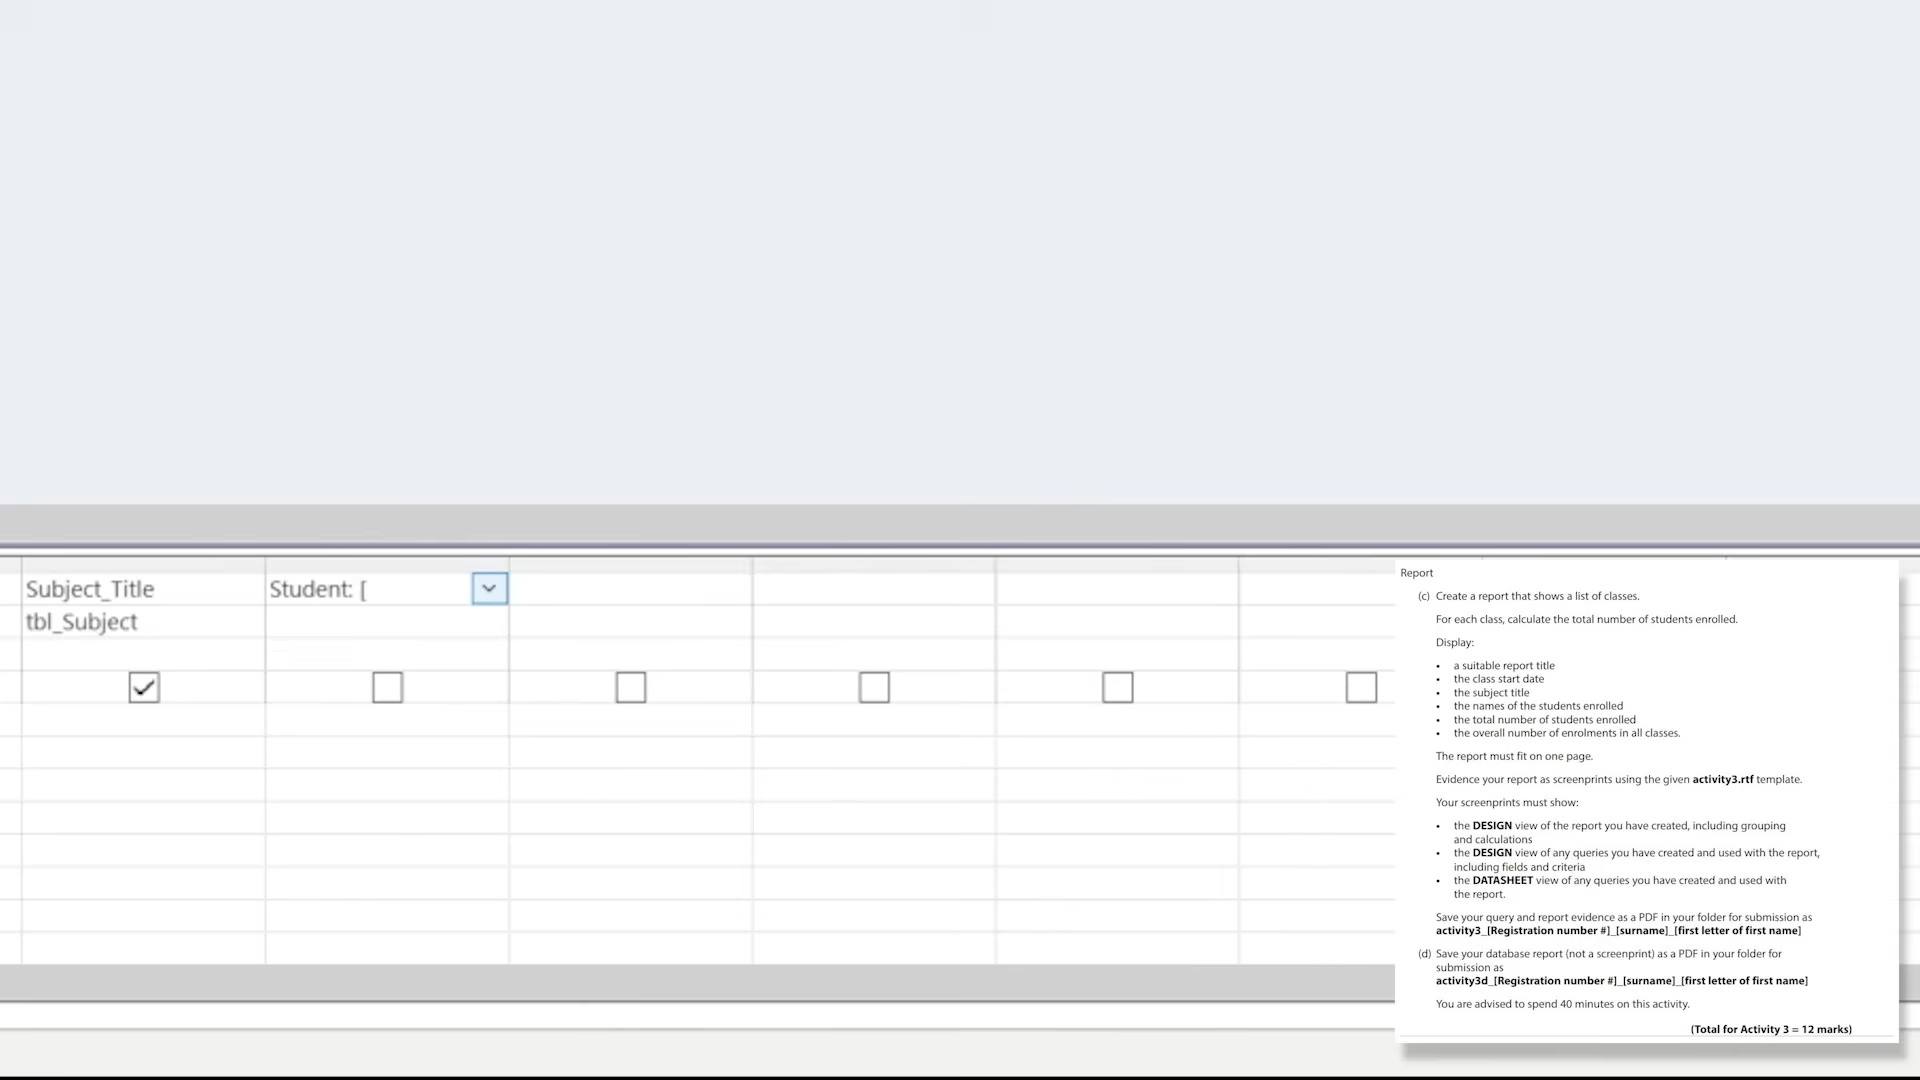 Subject_Title
Student: [
tbl_Subject
Report
(c) Create a report that shows a list of classes.
For each class, calculate the total number of students enrolled.
Display:
• a suitable report title
• the class start date
• the subject title
• the names of the students enrolled
• the total number of students enrolled
• the overall number of enrolments in all classes.
The report must fit on one page.
Evidence your report as screenprints using the given activity3.rtf template.
Your screenprints must show:
• the DESIGN view of the report you have created, including grouping
and calculations
• the DESIGN view of any queries you have created and used with the report,
including fields and criteria
• the DATASHEET view of any queries you have created and used with
the report.
Save your query and report evidence as a PDF in your folder for submission as
activity3_[Registration number #]_[surname]_[first letter of first name]
(d) Save your database report (not a screenprint) as a PDF in your folder for
submission as
activity3d_[Registration number #]_[surname]_[first letter of first name]
You are advised to spend 40 minutes on this activity.
(Total for Activity 3 = 12 marks)